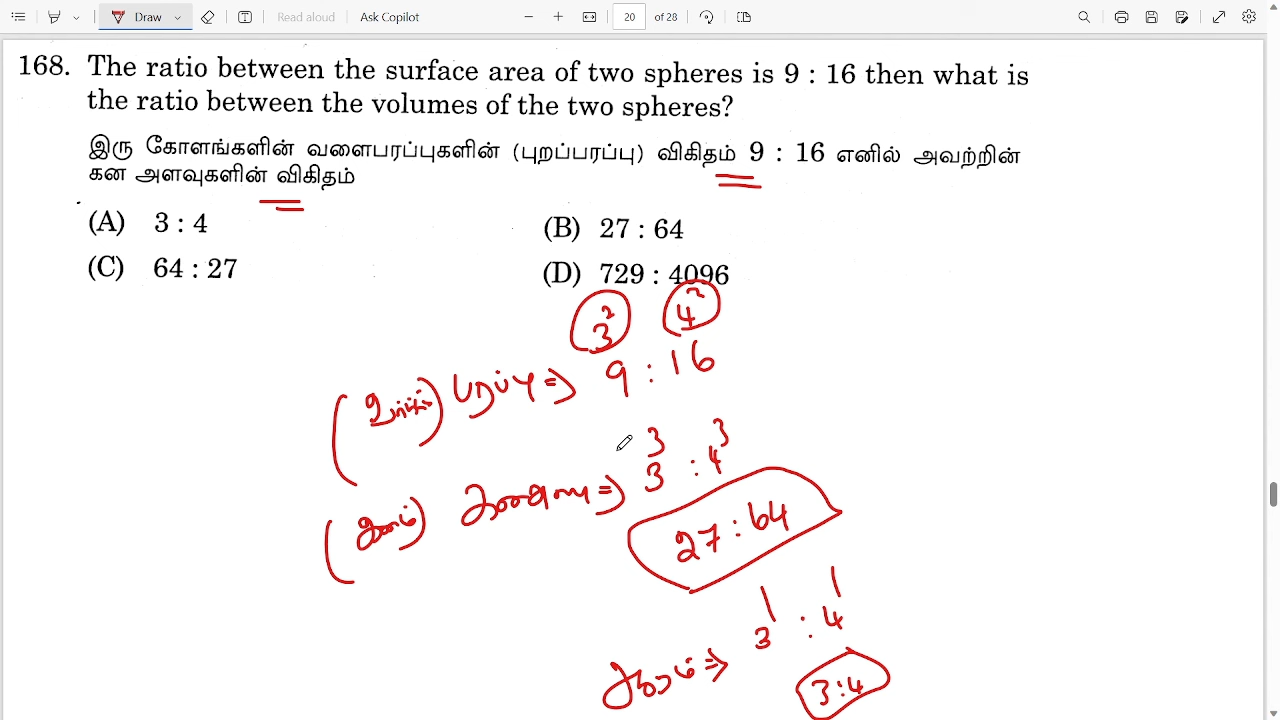 Draw Read aloud Ask Copilot 20 of 28
168. The ratio between the surface area of two spheres is 9 : 16 then what is
the ratio between the volumes of the two spheres?
இரு கோளங்களின் வளைபரப்புகளின் (புறப்பரப்பு) விகிதம் 9 : 16 எனில் அவற்றின்
கன அளவுகளின் விகிதம்
(A) 3 : 4 (B) 27 : 64
(C) 64 : 27 (D) 729 : 4096
3² 4²
பரப்பு => 9 : 16
(கனம்) => 3³ : 4³
27 : 64
3¹ : 4¹
ஆரம் =>
3:4